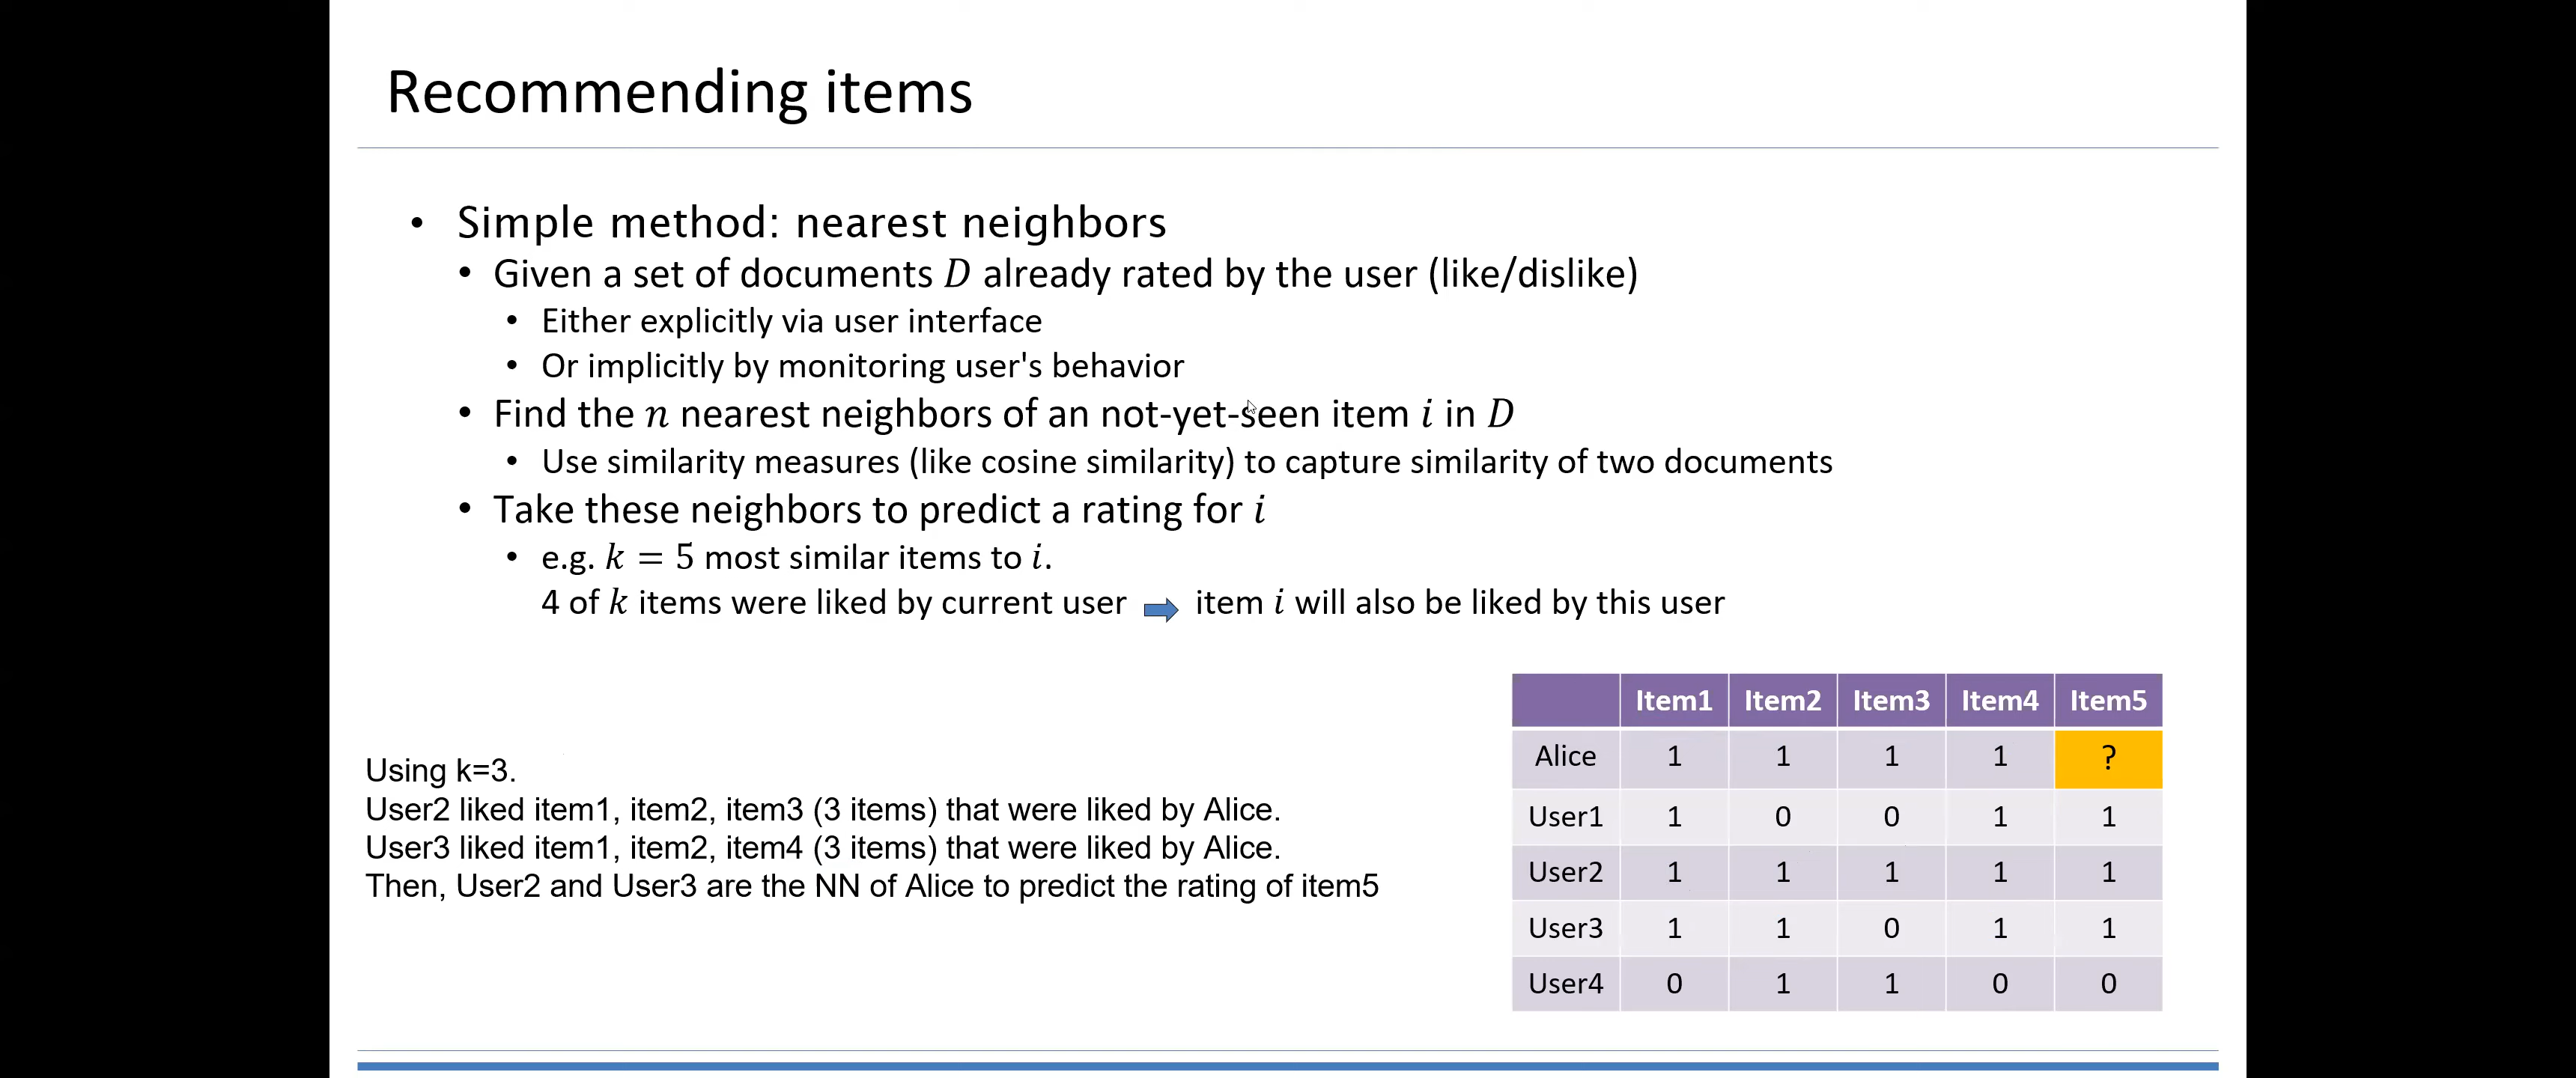 Recommending items
• Simple method: nearest neighbors
• Given a set of documents D already rated by the user (like/dislike)
• Either explicitly via user interface
• Or implicitly by monitoring user's behavior
• Find the n nearest neighbors of an not-yet-seen item i in D
• Use similarity measures (like cosine similarity) to capture similarity of two documents
• Take these neighbors to predict a rating for i
• e.g. k = 5 most similar items to i.
4 of k items were liked by current user item i will also be liked by this user
Using k=3.
User2 liked item1, item2, item3 (3 items) that were liked by Alice.
User3 liked item1, item2, item4 (3 items) that were liked by Alice.
Then, User2 and User3 are the NN of Alice to predict the rating of item5
Item1 Item2 Item3 Item4 Item5
Alice 1 1 1 1 ?
User1 1 0 0 1 1
User2 1 1 1 1 1
User3 1 1 0 1 1
User4 0 1 1 0 0